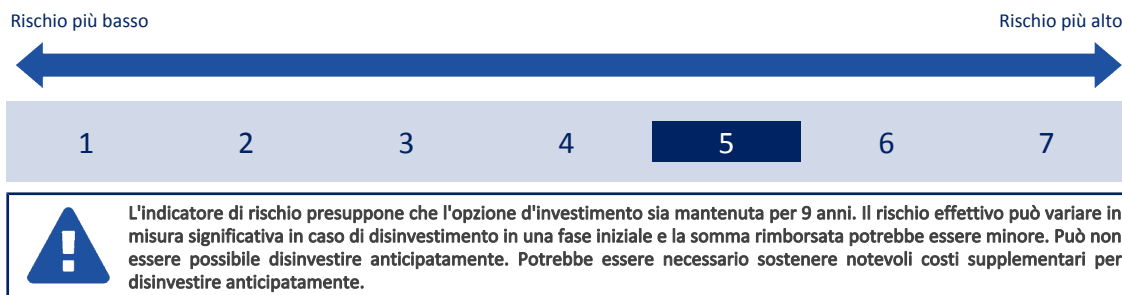 Rischio più basso Rischio più alto
1 2 3 4 5 6 7
L'indicatore di rischio presuppone che l'opzione d'investimento sia mantenuta per 9 anni. Il rischio effettivo può variare in
misura significativa in caso di disinvestimento in una fase iniziale e la somma rimborsata potrebbe essere minore. Può non
essere possibile disinvestire anticipatamente. Potrebbe essere necessario sostenere notevoli costi supplementari per
disinvestire anticipatamente.